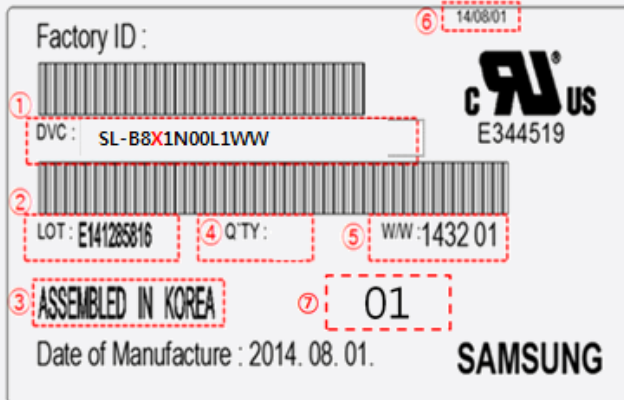 ⑥ 14/08/01
Factory ID :
c RU® US
E344519
①
DVC : SL-B8X1N00L1WW
②
LOT : E141285816 ④ Q'TY : ⑤ W/W : 1432 01
③ ASSEMBLED IN KOREA ⑦ 01
Date of Manufacture : 2014. 08. 01. SAMSUNG